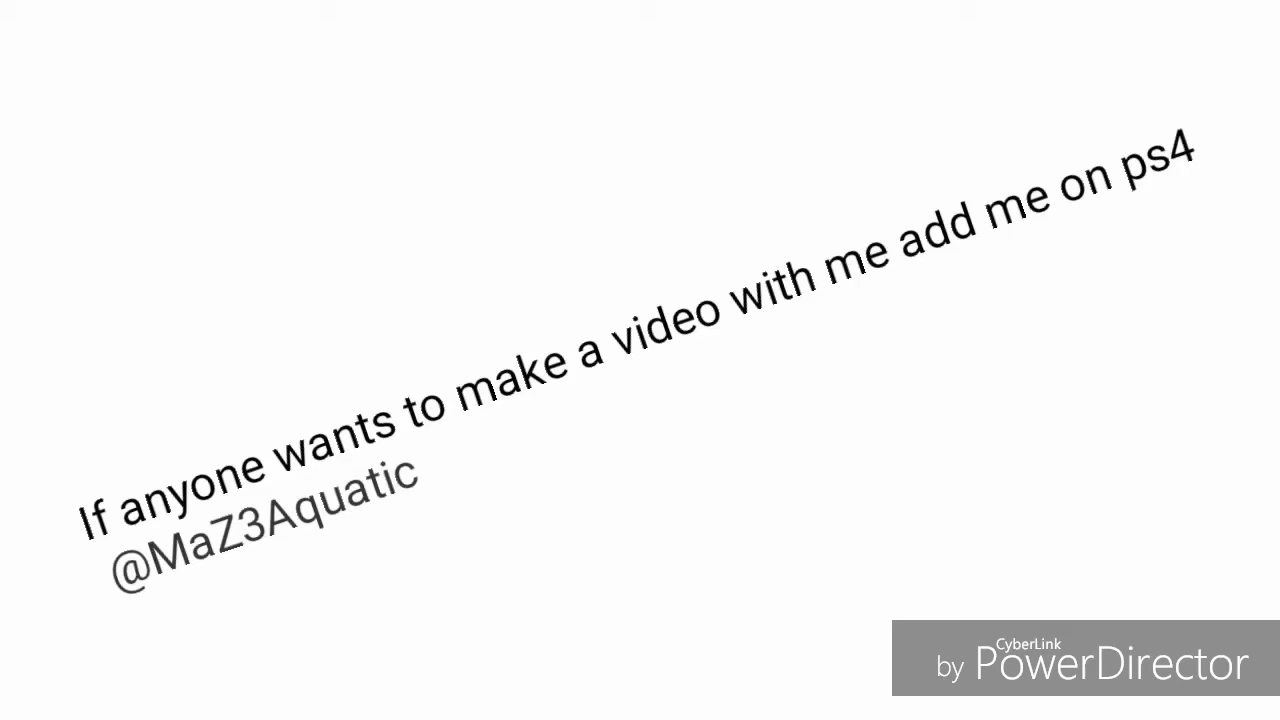 If anyone wants to make a video with me add me on ps4
@MaZ3Aquatic
CyberLink
by PowerDirector